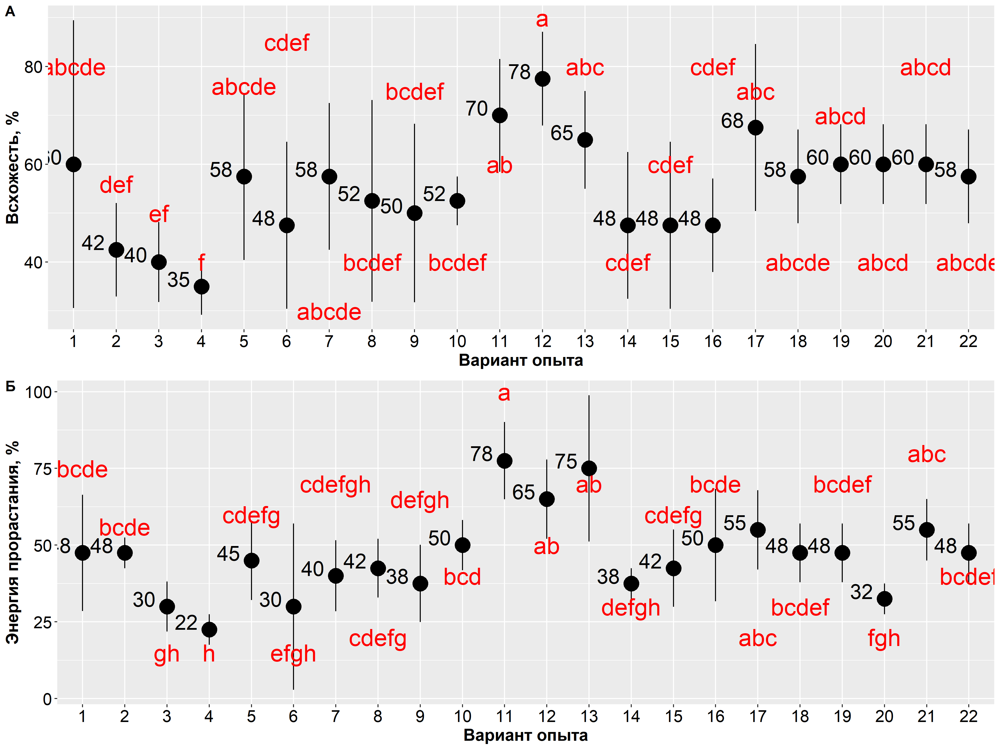 А
Всхожесть, %
80
60
40
abcde
def
ef
f
abcde
cdef
abcde
bcdef
bcdef
bcdef
ab
a
abc
cdef
cdef
cdef
abc
abcde
abcd
abcd
abcd
abcde
60
42
40
35
58
48
58
52
50
52
70
78
65
48
48
48
68
58
60
60
60
58
1 2 3 4 5 6 7 8 9 10 11 12 13 14 15 16 17 18 19 20 21 22
Вариант опыта
Б
Энергия прорастания, %
100
75
50
25
0
bcde
bcde
gh
h
cdefg
efgh
cdefgh
cdefg
defgh
bcd
a
ab
ab
defgh
cdefg
bcde
abc
bcdef
bcdef
fgh
abc
bcdef
8
48
30
22
45
30
40
42
38
50
78
65
75
38
42
50
55
48
48
32
55
48
1 2 3 4 5 6 7 8 9 10 11 12 13 14 15 16 17 18 19 20 21 22
Вариант опыта